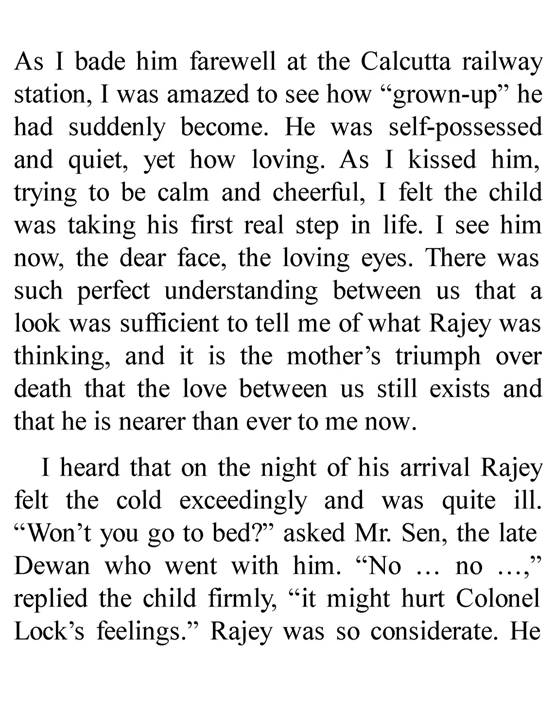 As I bade him farewell at the Calcutta railway
station, I was amazed to see how “grown-up” he
had suddenly become. He was self-possessed
and quiet, yet how loving. As I kissed him,
trying to be calm and cheerful, I felt the child
was taking his first real step in life. I see him
now, the dear face, the loving eyes. There was
such perfect understanding between us that a
look was sufficient to tell me of what Rajey was
thinking, and it is the mother’s triumph over
death that the love between us still exists and
that he is nearer than ever to me now.
I heard that on the night of his arrival Rajey
felt the cold exceedingly and was quite ill.
“Won’t you go to bed?” asked Mr. Sen, the late
Dewan who went with him. “No … no …,”
replied the child firmly, “it might hurt Colonel
Lock’s feelings.” Rajey was so considerate. He